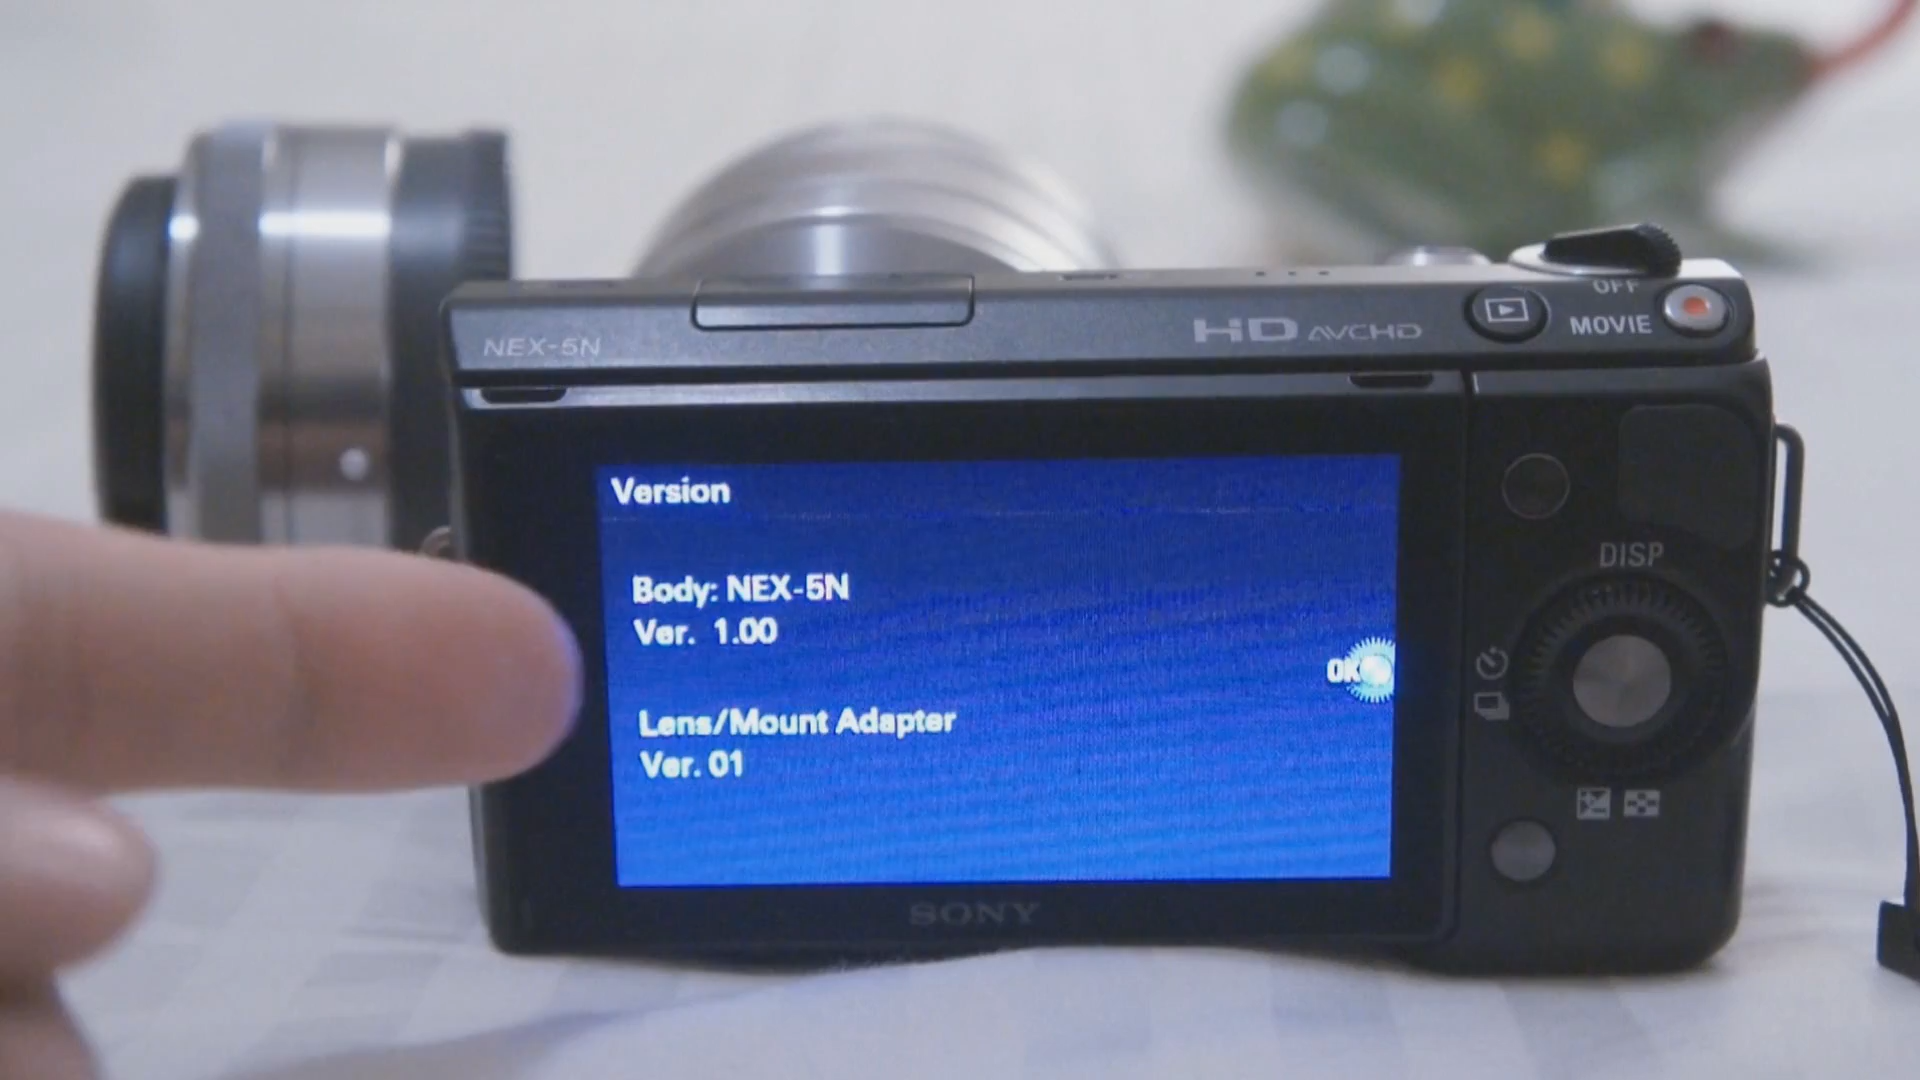 OFF
NEX-5N
HD AVCHD
MOVIE
Version
DISP
Body: NEX-5N
Ver. 1.00
OK
Lens/Mount Adapter
Ver. 01
SONY